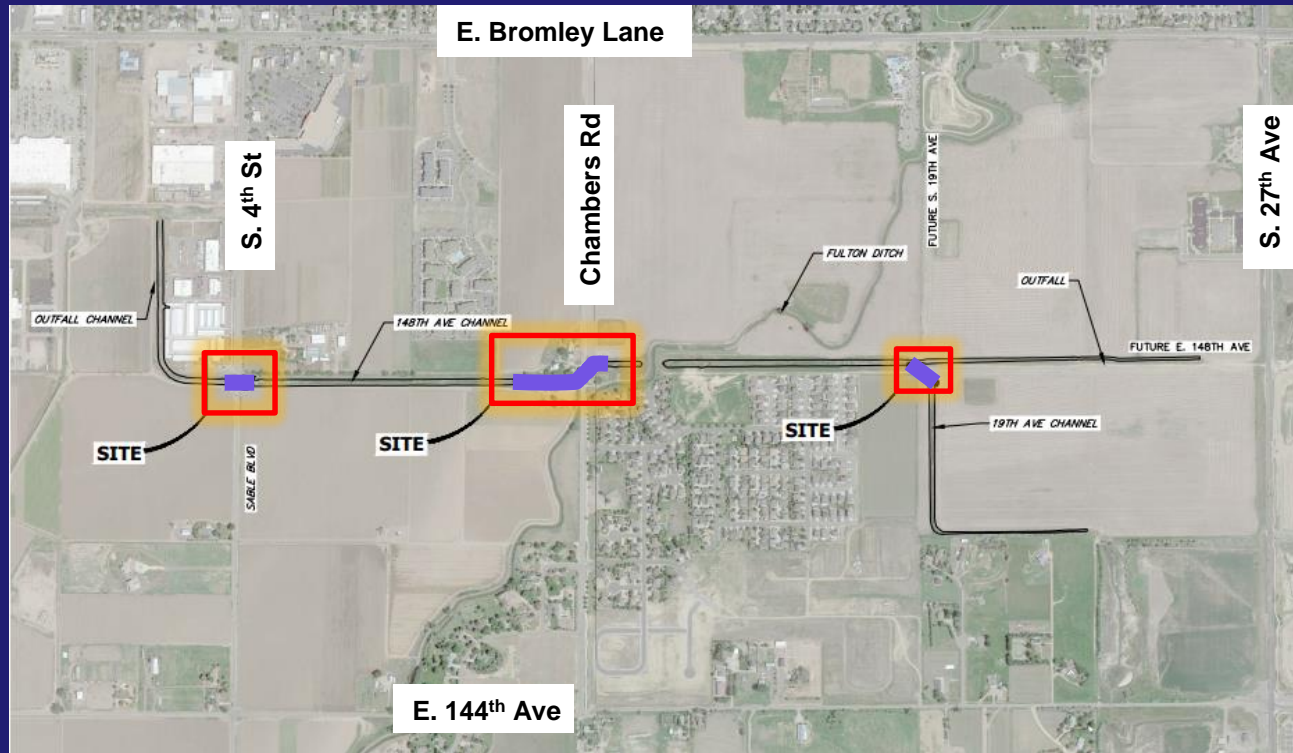 E. Bromley Lane
S. 4th St
Chambers Rd
FUTURE S. 19TH AVE
S. 27th Ave
FULTON DITCH
OUTFALL
OUTFALL CHANNEL
148TH AVE CHANNEL
FUTURE E. 148TH AVE
SITE
SITE
SITE
19TH AVE CHANNEL
SABLE BLVD
E. 144th Ave